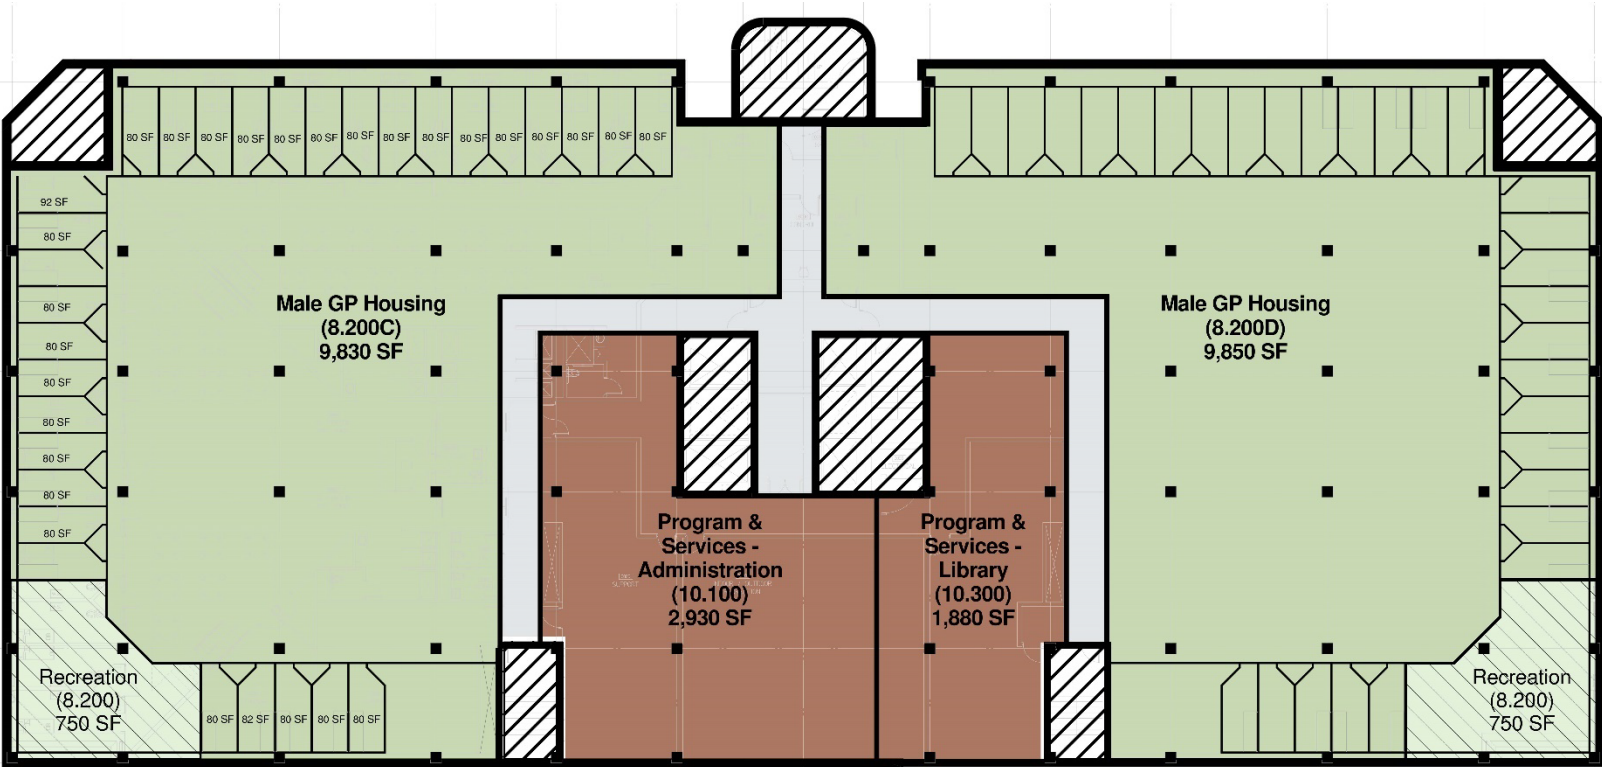 80 SF 80 SF 80 SF 80 SF 80 SF 80 SF 80 SF 80 SF 80 SF 80 SF 80 SF 80 SF 80 SF 80 SF 80 SF
92 SF
80 SF
80 SF
80 SF
80 SF
80 SF
80 SF
80 SF
80 SF
Male GP Housing
(8.200C)
9,830 SF
Male GP Housing
(8.200D)
9,850 SF
Program &
Services -
Administration
(10.100)
2,930 SF
Program &
Services -
Library
(10.300)
1,880 SF
Recreation
(8.200)
750 SF
80 SF 82 SF 80 SF 80 SF 80 SF
Recreation
(8.200)
750 SF